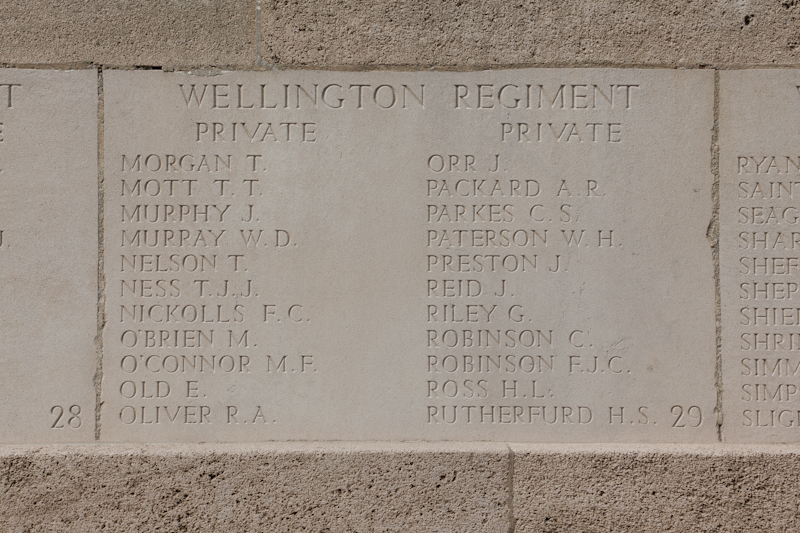 WELLINGTON REGIMENT
PRIVATE
MORGAN T.
MOTT T. T.
MURPHY J.
MURRAY W. D.
NELSON T.
NESS T. J. J.
NICKOLLS F. C.
O'BRIEN M.
O'CONNOR M. F.
OLD E.
OLIVER R. A.
PRIVATE
ORR J.
PACKARD A. R.
PARKES C. S.
PATERSON W. H.
PRESTON J.
REID J.
RILEY G.
ROBINSON C.
ROBINSON F. J. C.
ROSS H. L.
RUTHERFURD H. S.
28
29
RYAN